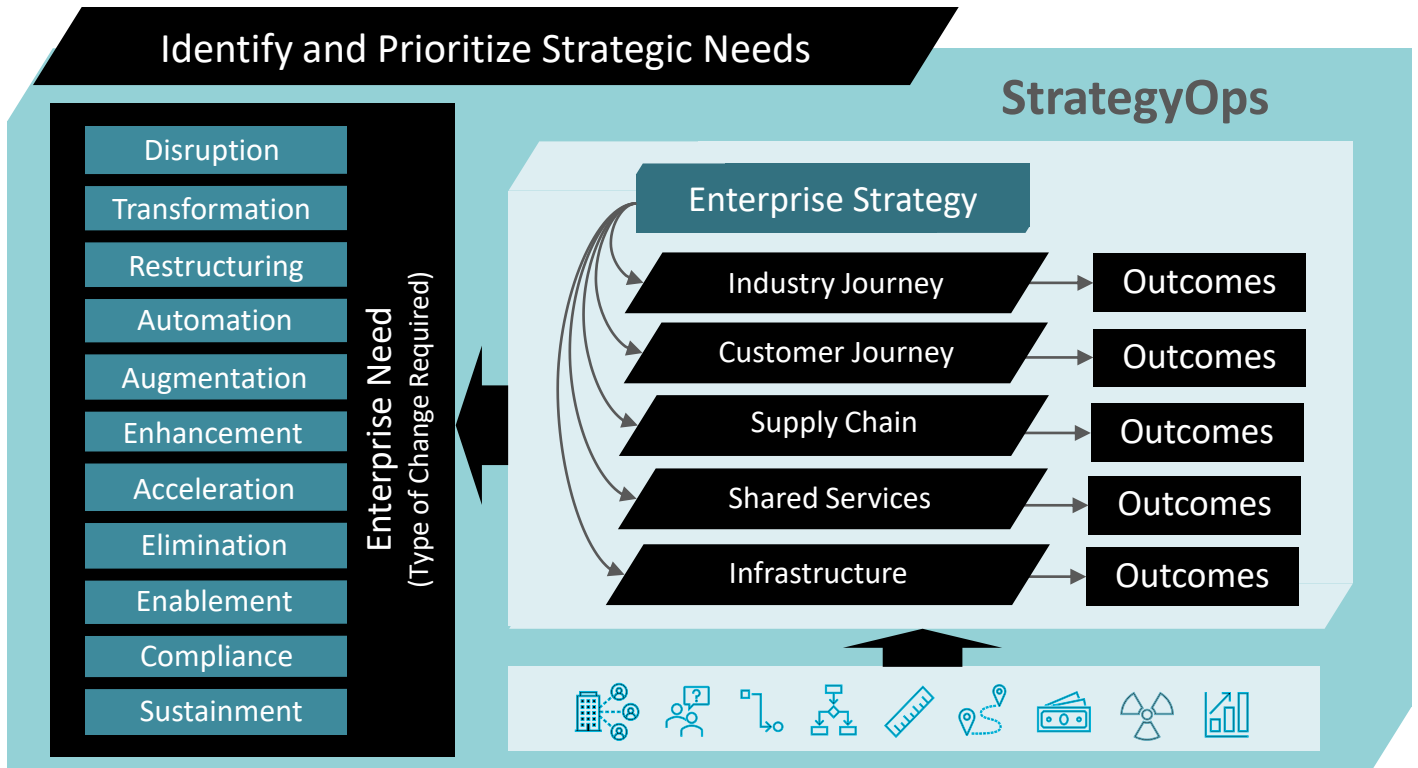 Identify and Prioritize Strategic Needs
StrategyOps
Disruption
Transformation
Restructuring
Automation
Augmentation
Enhancement
Acceleration
Elimination
Enablement
Compliance
Sustainment
Enterprise Need
(Type of Change Required)
Enterprise Strategy
Industry Journey
Outcomes
Customer Journey
Outcomes
Supply Chain
Outcomes
Shared Services
Outcomes
Infrastructure
Outcomes
?